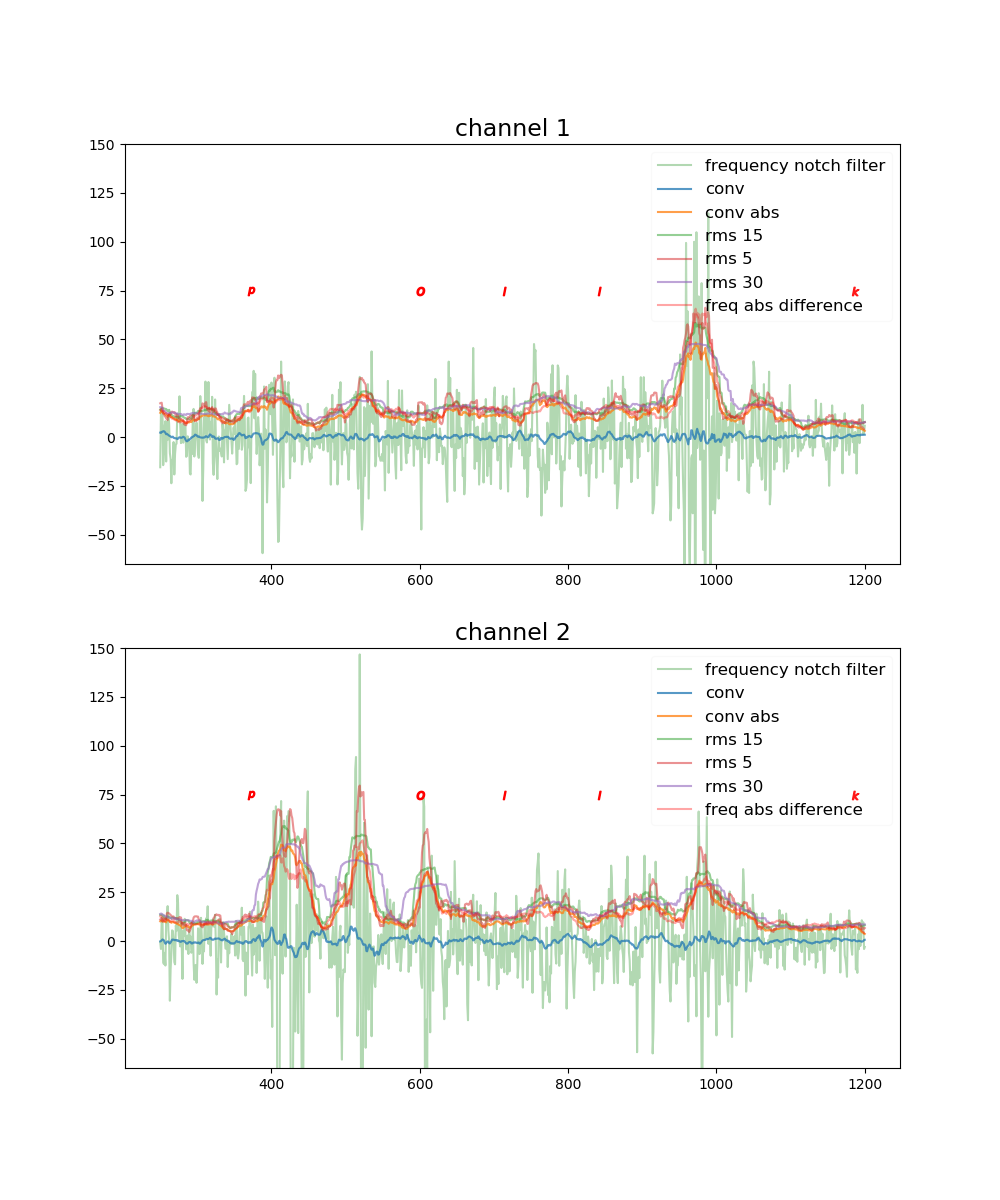 channel 1
150
125
100
75
50
25
0
−25
−50
frequency notch filter
conv
conv abs
rms 15
rms 5
rms 30
freq abs difference
p o l l k
400 600 800 1000 1200
channel 2
150
125
100
75
50
25
0
−25
−50
frequency notch filter
conv
conv abs
rms 15
rms 5
rms 30
freq abs difference
p o l l k
400 600 800 1000 1200